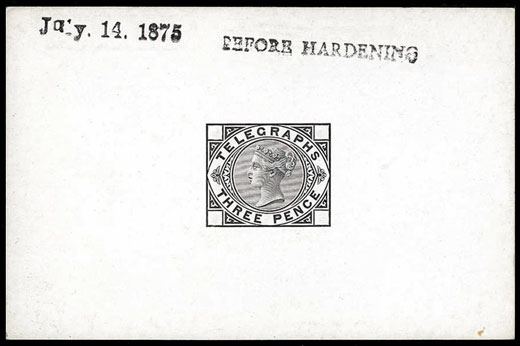 July. 14. 1875
BEFORE HARDENING
TELEGRAPHS
THREE PENCE